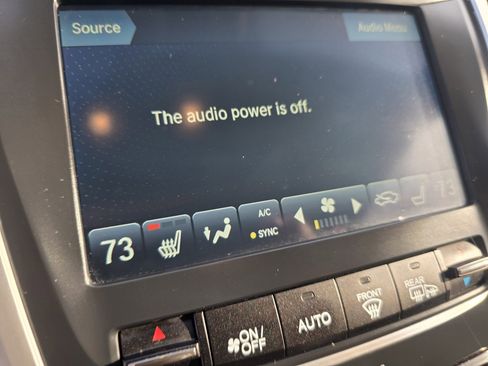 Source
Audio Menu
The audio power is off.
73
A/C
SYNC
73
ON/
OFF
AUTO
FRONT
REAR